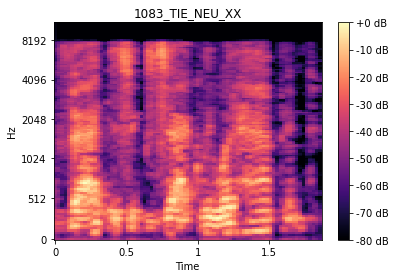 1083_TIE_NEU_XX
+0 dB
8192
-10 dB
4096
-20 dB
-30 dB
2048
Hz
-40 dB
1024
-50 dB
512
-60 dB
-70 dB
0
-80 dB
0
0.5
1
1.5
Time